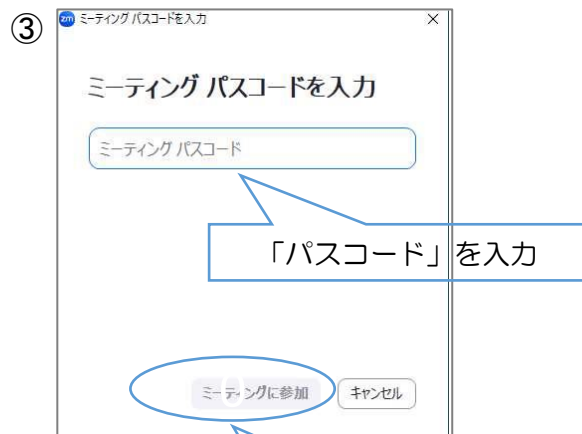 ③
zm ミーティング パスコードを入力
ミーティング パスコードを入力
ミーティング パスコード
「パスコード」を入力
ミーティングに参加 キャンセル